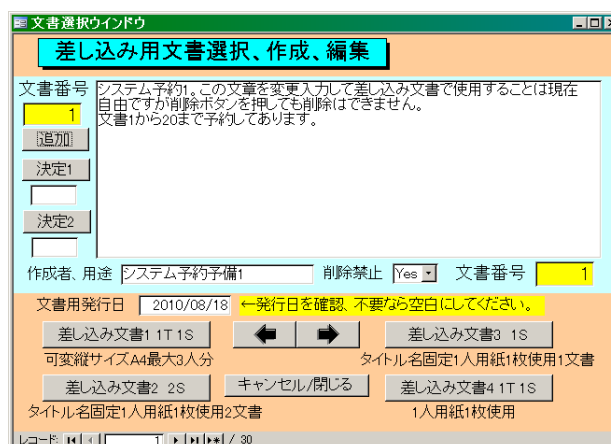 文書選択ウインドウ
差し込み用文書選択、作成、編集
文書番号
1
追加
決定1
決定2
システム予約1。この文章を変更入力して差し込み文書で使用することは現在
自由ですが削除ボタンを押しても削除はできません。
文書1から20まで予約してあります。
作成者、用途 システム予約予備1 削除禁止 Yes 文書番号 1
文書用発行日 2010/08/18 ←発行日を確認、不要なら空白にしてください。
差し込み文書1 1T 1S
差し込み文書3 1S
可変縦サイズA4最大3人分
タイトル名固定1人用紙1枚使用1文書
差し込み文書2 2S
キャンセル/閉じる
差し込み文書4 1T 1S
タイトル名固定1人用紙1枚使用2文書
1人用紙1枚使用
レコード: 1 / 30